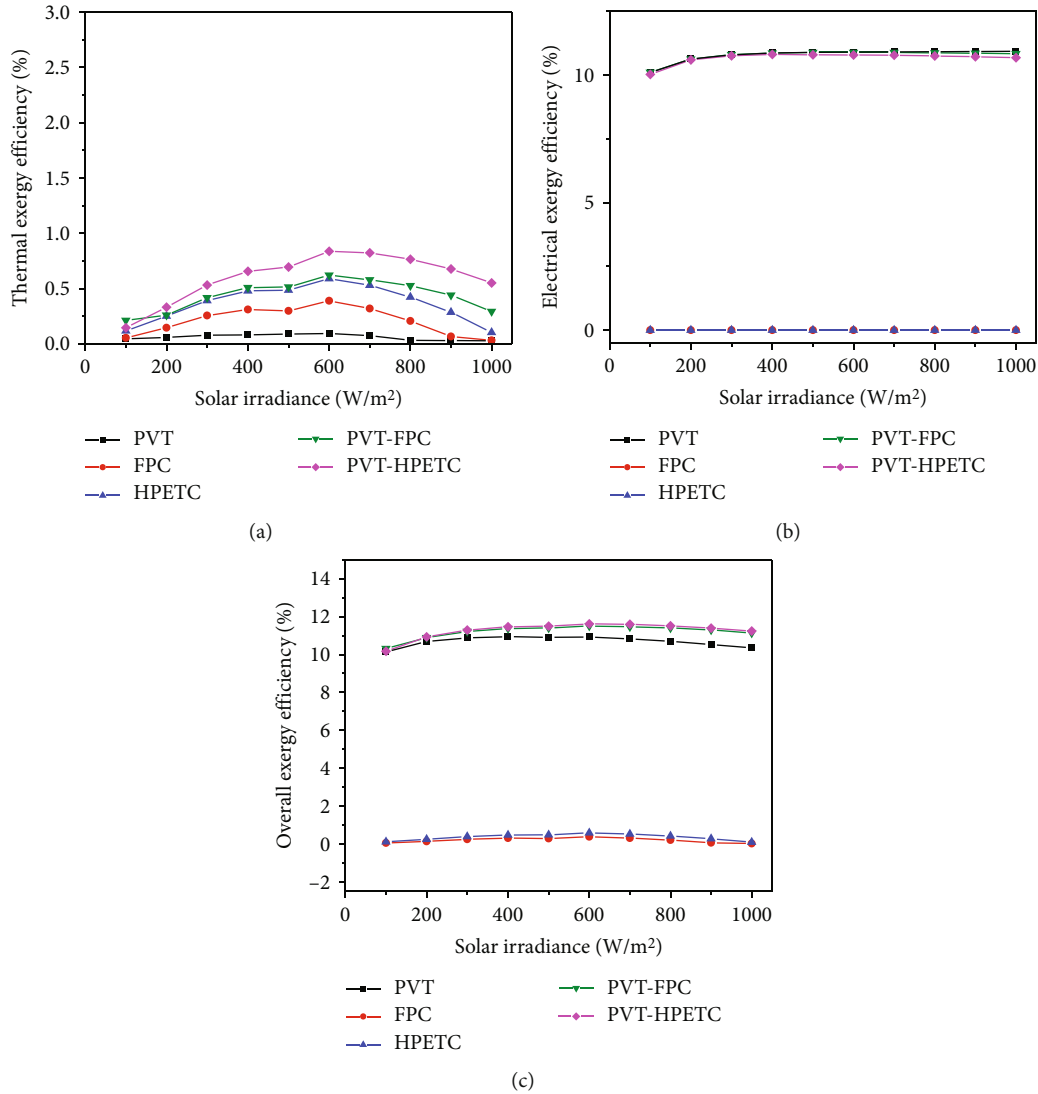 3.0
2.5
2.0
1.5
1.0
0.5
0.0
Thermal exergy efficiency (%)
0 200 400 600 800 1000
Solar irradiance (W/m²)
PVT
FPC
HPETC
PVT-FPC
PVT-HPETC
(a)
10
5
0
Electrical exergy efficiency (%)
0 200 400 600 800 1000
Solar irradiance (W/m²)
PVT
FPC
HPETC
PVT-FPC
PVT-HPETC
(b)
14
12
10
8
6
4
2
0
−2
Overall exergy efficiency (%)
0 200 400 600 800 1000
Solar irradiance (W/m²)
PVT
FPC
HPETC
PVT-FPC
PVT-HPETC
(c)